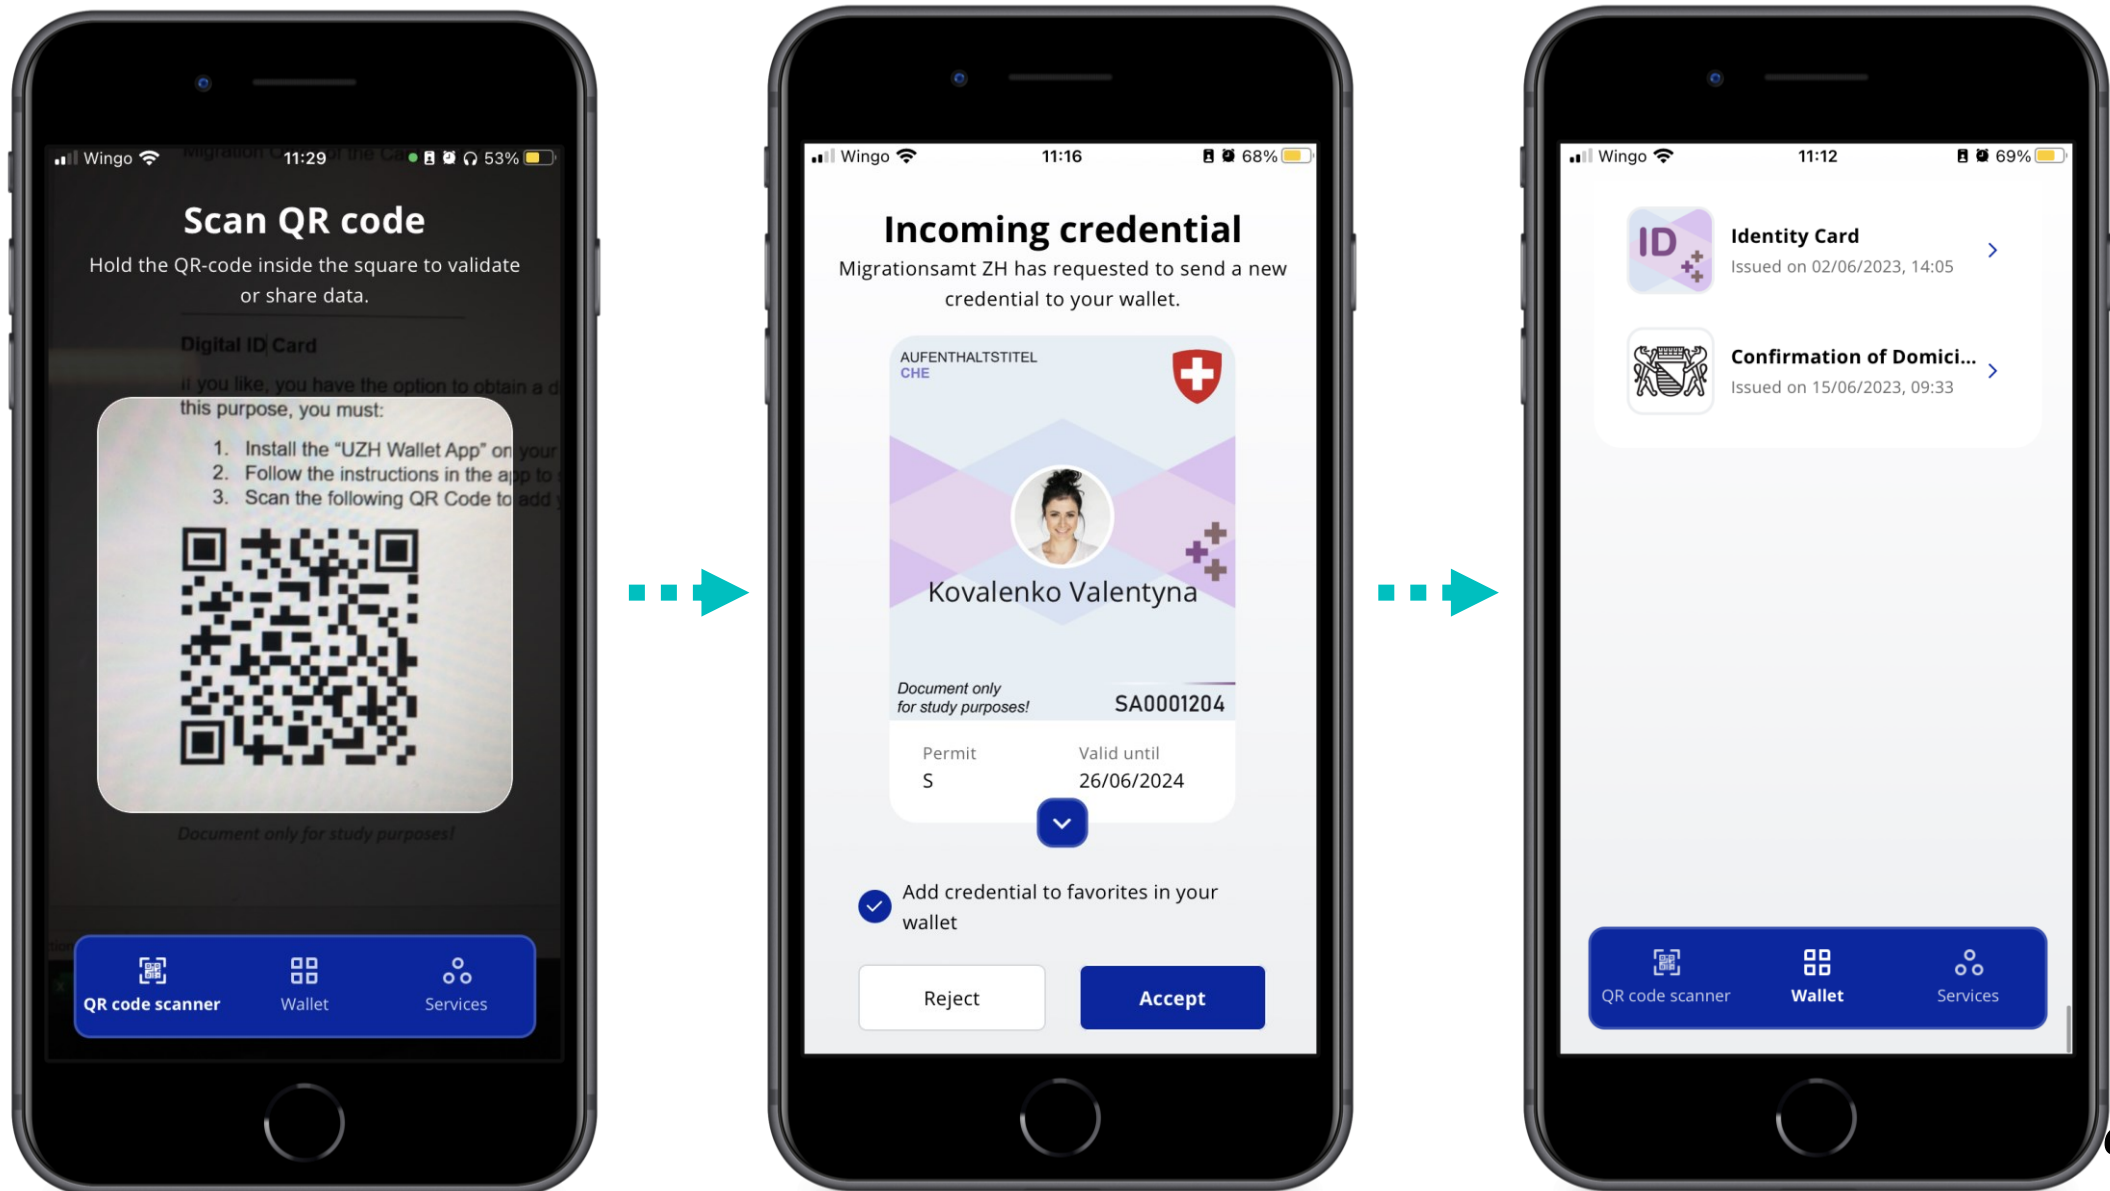 Wingo
11:29
53%
Scan QR code
Hold the QR-code inside the square to validate
or share data.
Digital ID Card
if you like, you have the option to obtain a d
this purpose, you must:
1. Install the “UZH Wallet App” on your
2. Follow the instructions in the app to
3. Scan the following QR Code to add y
Document only for study purposes!
QR code scanner
Wallet
Services
Wingo
11:16
68%
Incoming credential
Migrationsamt ZH has requested to send a new
credential to your wallet.
AUFENTHALTSTITEL
CHE
Kovalenko Valentyna
Document only
for study purposes!
SA0001204
Permit
Valid until
S
26/06/2024
Add credential to favorites in your
wallet
Reject
Accept
Wingo
11:12
69%
ID
Identity Card
Issued on 02/06/2023, 14:05
Confirmation of Domici...
Issued on 15/06/2023, 09:33
QR code scanner
Wallet
Services